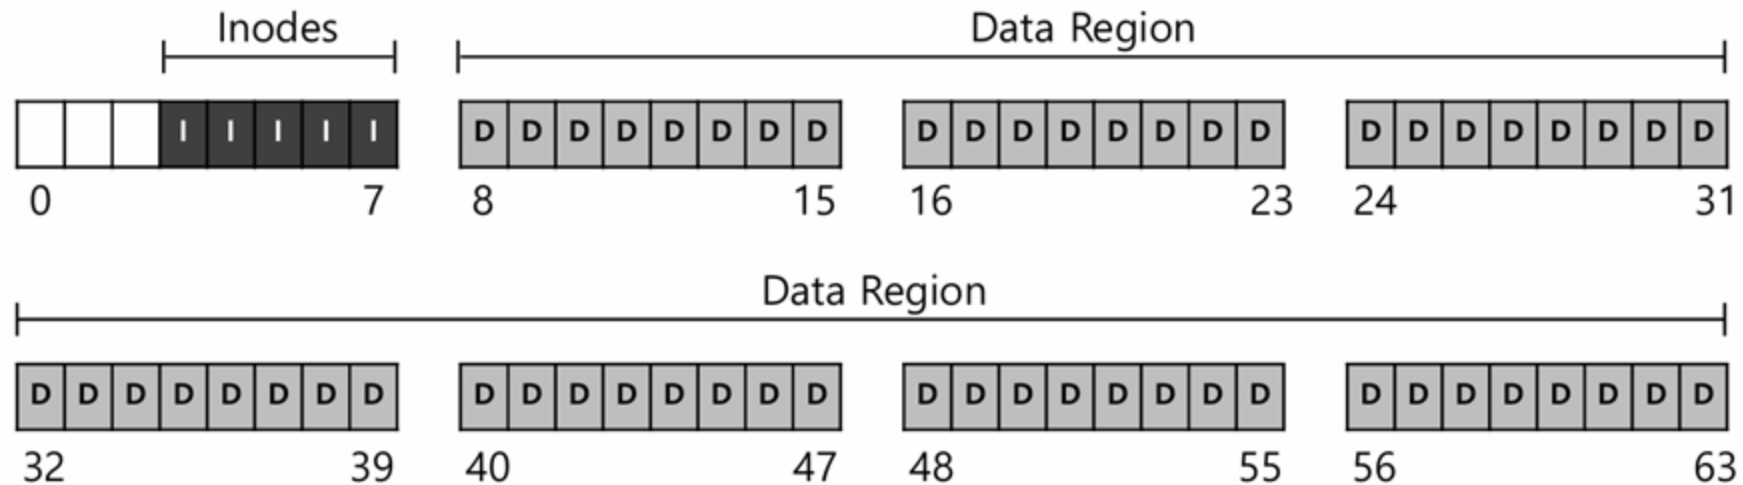 Inodes Data Region
I I I I I D D D D D D D D D D D D D D D D D D D D D D D D
0 7 8 15 16 23 24 31
Data Region
D D D D D D D D D D D D D D D D D D D D D D D D D D D D D D D D
32 39 40 47 48 55 56 63